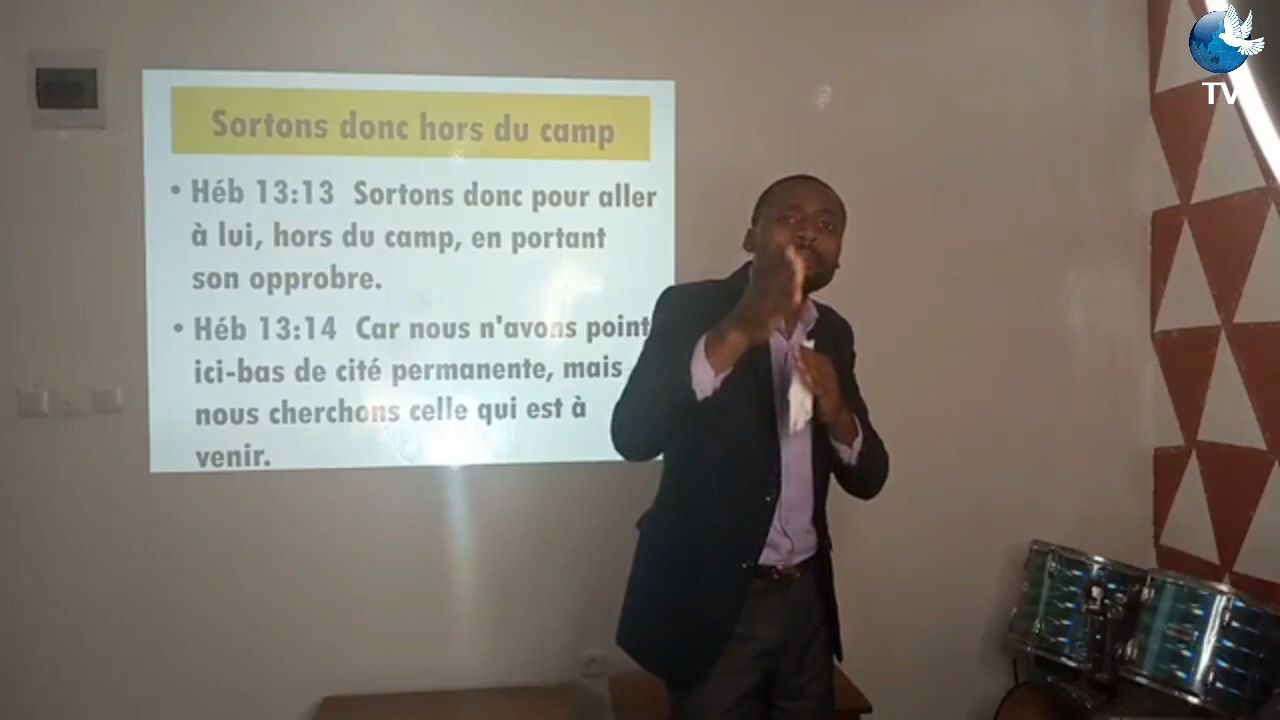 Sortons donc hors du camp
• Héb 13:13 Sortons donc pour aller
à lui, hors du camp, en portant
son opprobre.
• Héb 13:14 Car nous n'avons point
ici-bas de cité permanente, mais
nous cherchons celle qui est à
venir.
TV